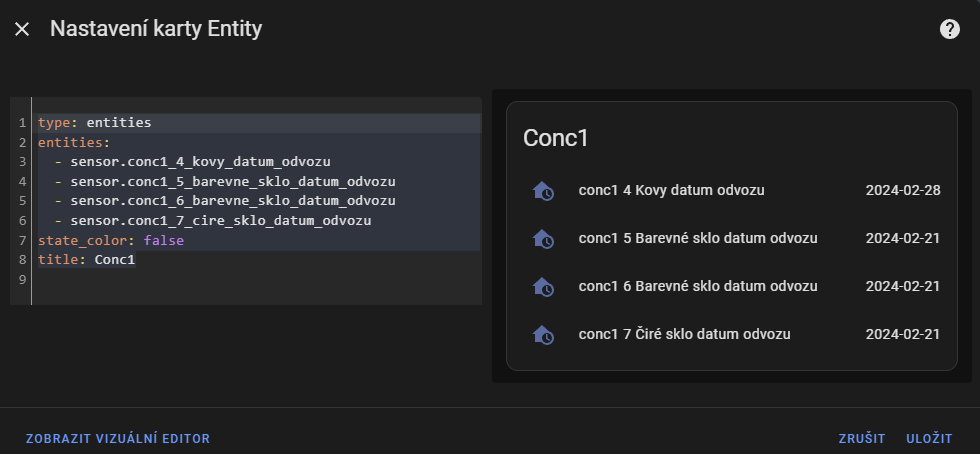 Nastavení karty Entity
1 type: entities
2 entities:
3 - sensor.conc1_4_kovy_datum_odvozu
4 - sensor.conc1_5_barevne_sklo_datum_odvozu
5 - sensor.conc1_6_barevne_sklo_datum_odvozu
6 - sensor.conc1_7_cire_sklo_datum_odvozu
7 state_color: false
8 title: Conc1
9
Conc1
conc1 4 Kovy datum odvozu 2024-02-28
conc1 5 Barevné sklo datum odvozu 2024-02-21
conc1 6 Barevné sklo datum odvozu 2024-02-21
conc1 7 Čiré sklo datum odvozu 2024-02-21
ZOBRAZIT VIZUÁLNÍ EDITOR
ZRUŠIT ULOŽIT